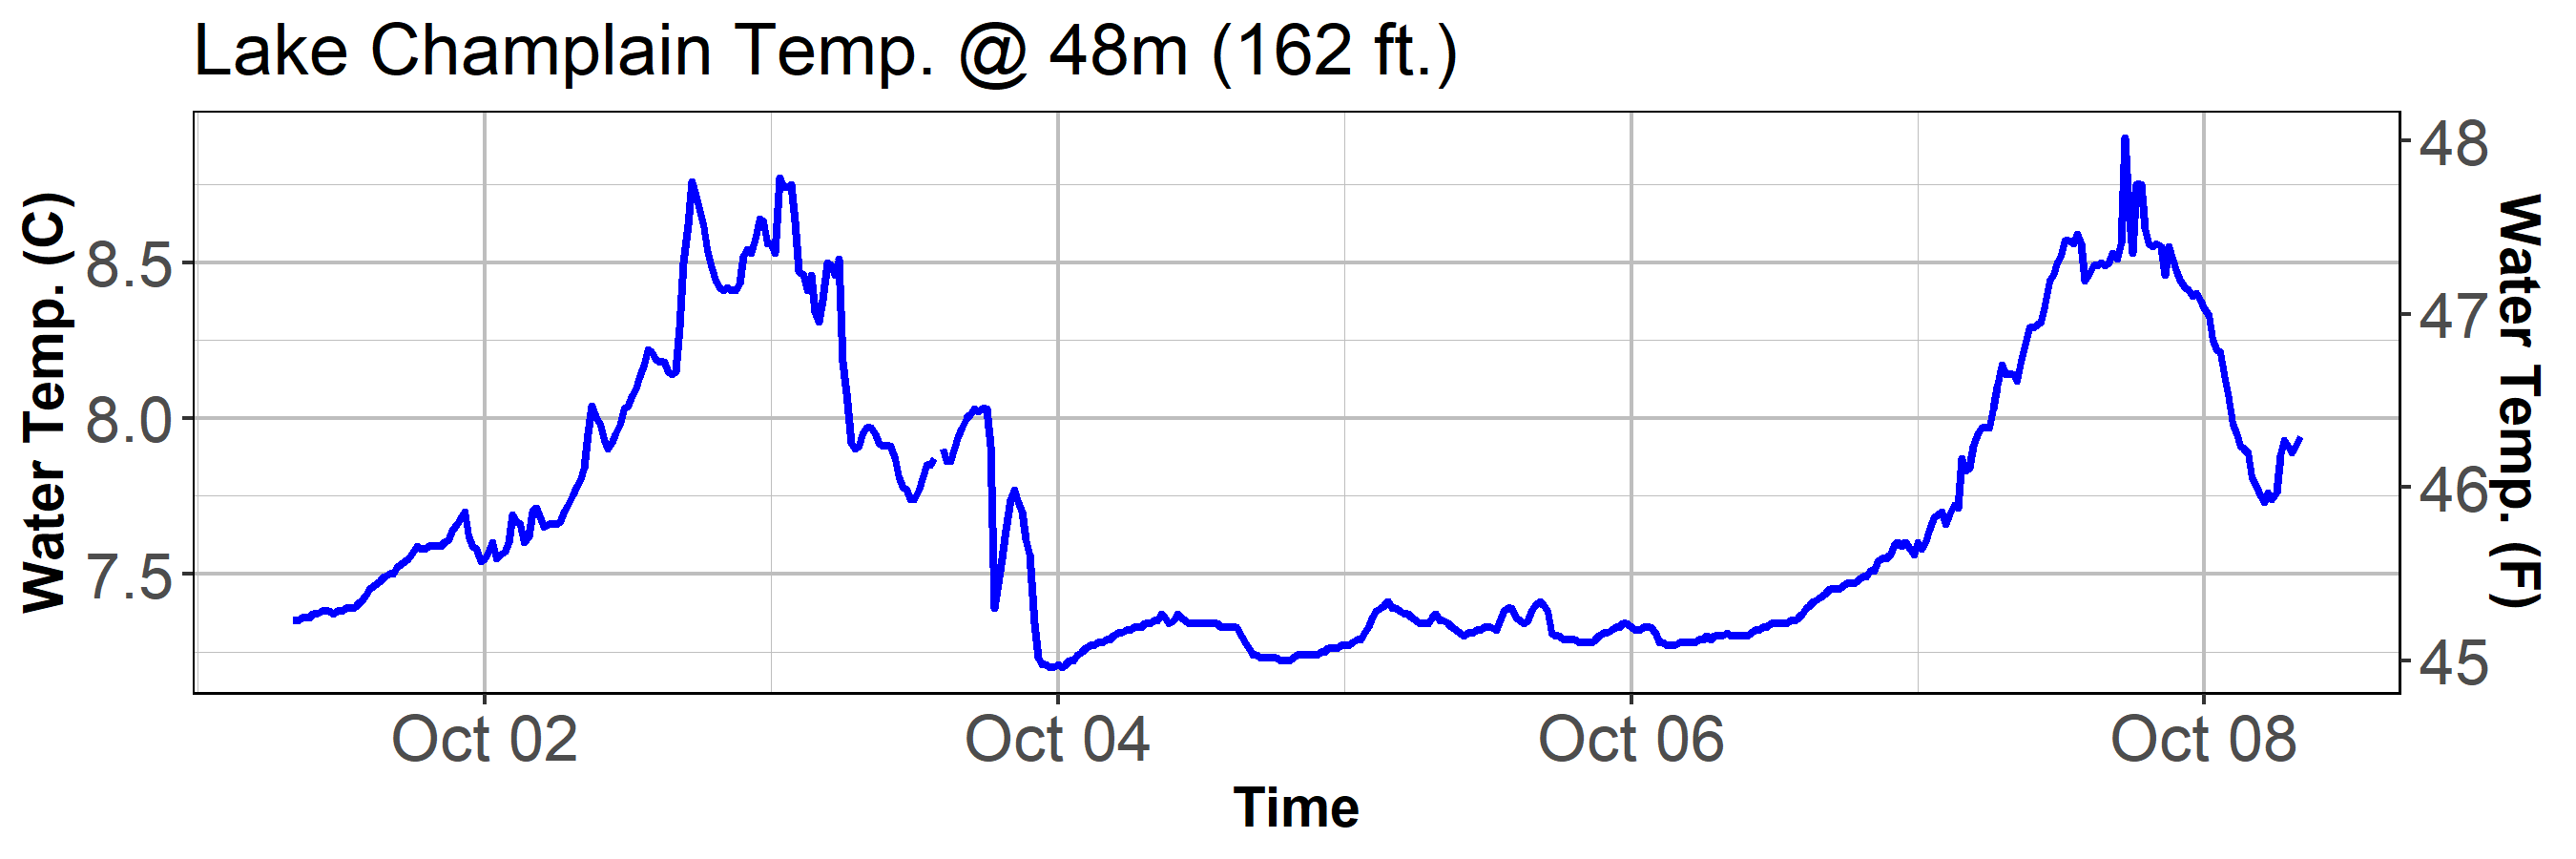 Lake Champlain Temp. @ 48m (162 ft.)
Water Temp. (C)
8.5
8.0
7.5
48
47
46
45
Water Temp. (F)
Oct 02
Oct 04
Oct 06
Oct 08
Time